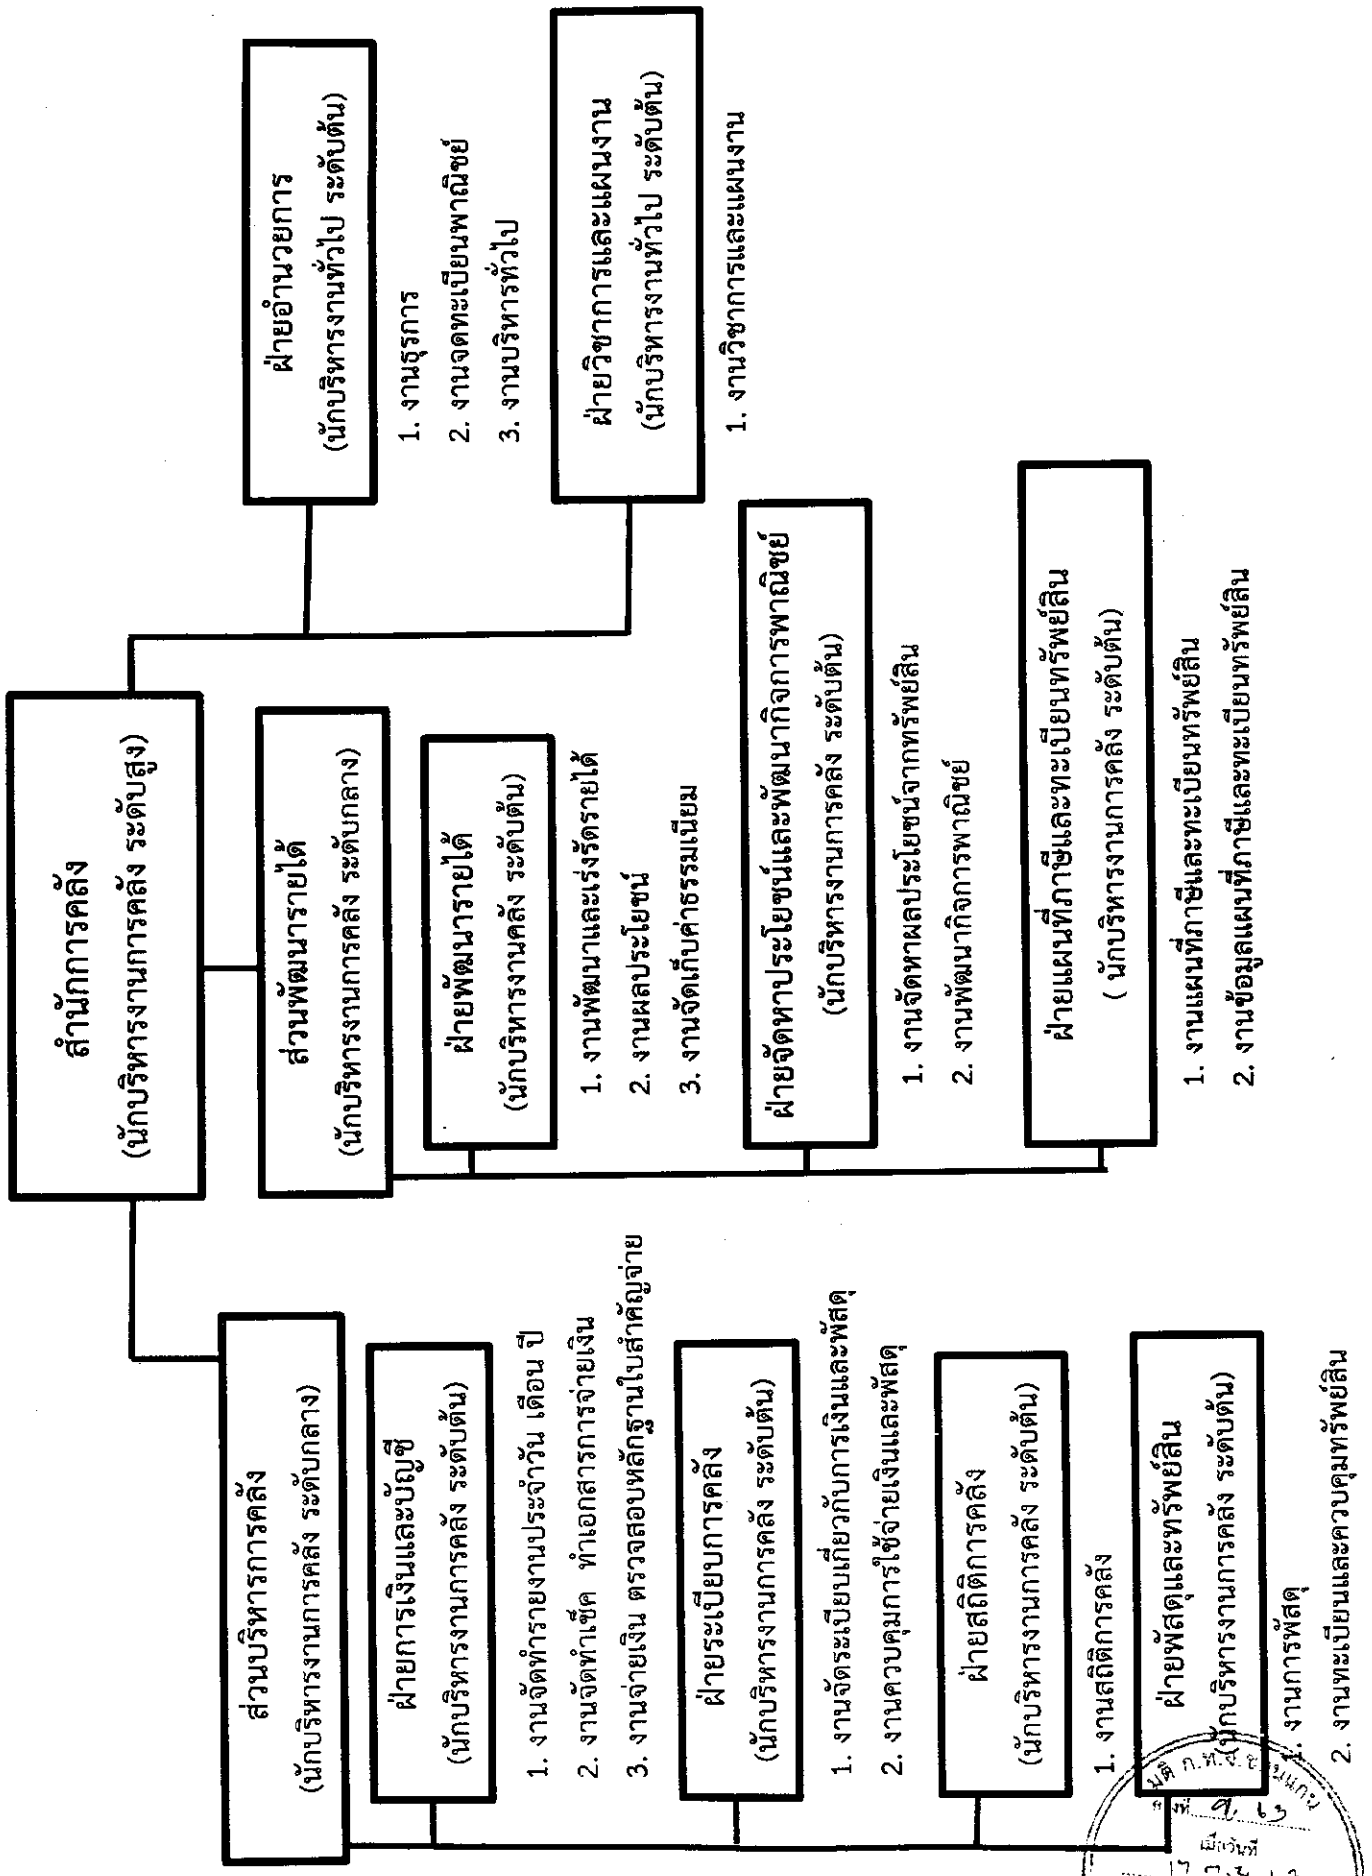 สำนักการคลัง
(นักบริหารงานการคลัง ระดับสูง)
ส่วนบริหารการคลัง
(นักบริหารงานการคลัง ระดับกลาง)
ฝ่ายการเงินและบัญชี
(นักบริหารงานการคลัง ระดับต้น)
1. งานจัดทำรายงานประจำวัน เดือน ปี
2. งานจัดทำเช็ค ทำเอกสารการจ่ายเงิน
3. งานจ่ายเงิน ตรวจสอบหลักฐานใบสำคัญจ่าย
ฝ่ายระเบียบการคลัง
(นักบริหารงานการคลัง ระดับต้น)
1. งานจัดระเบียบเกี่ยวกับการเงินและพัสดุ
2. งานควบคุมการใช้จ่ายเงินและพัสดุ
ฝ่ายสถิติการคลัง
(นักบริหารงานการคลัง ระดับต้น)
1. งานสถิติการคลัง
ฝ่ายพัสดุและทรัพย์สิน
(นักบริหารงานการคลัง ระดับต้น)
1. งานการพัสดุ
2. งานทะเบียนและควบคุมทรัพย์สิน
ส่วนพัฒนารายได้
(นักบริหารงานการคลัง ระดับกลาง)
ฝ่ายพัฒนารายได้
(นักบริหารงานคลัง ระดับต้น)
1. งานพัฒนาและเร่งรัดรายได้
2. งานผลประโยชน์
3. งานจัดเก็บค่าธรรมเนียม
ฝ่ายจัดหาประโยชน์และพัฒนากิจการพาณิชย์
(นักบริหารงานการคลัง ระดับต้น)
1. งานจัดหาผลประโยชน์จากทรัพย์สิน
2. งานพัฒนากิจการพาณิชย์
ฝ่ายแผนที่ภาษีและทะเบียนทรัพย์สิน
( นักบริหารงานการคลัง ระดับต้น)
1. งานแผนที่ภาษีและทะเบียนทรัพย์สิน
2. งานข้อมูลแผนที่ภาษีและทะเบียนทรัพย์สิน
ฝ่ายอำนวยการ
(นักบริหารงานทั่วไป ระดับต้น)
1. งานธุรการ
2. งานจดทะเบียนพาณิชย์
3. งานบริหารทั่วไป
ฝ่ายวิชาการและแผนงาน
(นักบริหารงานทั่วไป ระดับต้น)
1. งานวิชาการและแผนงาน
มติ ก.ท.จ.
เมื่อวันที่